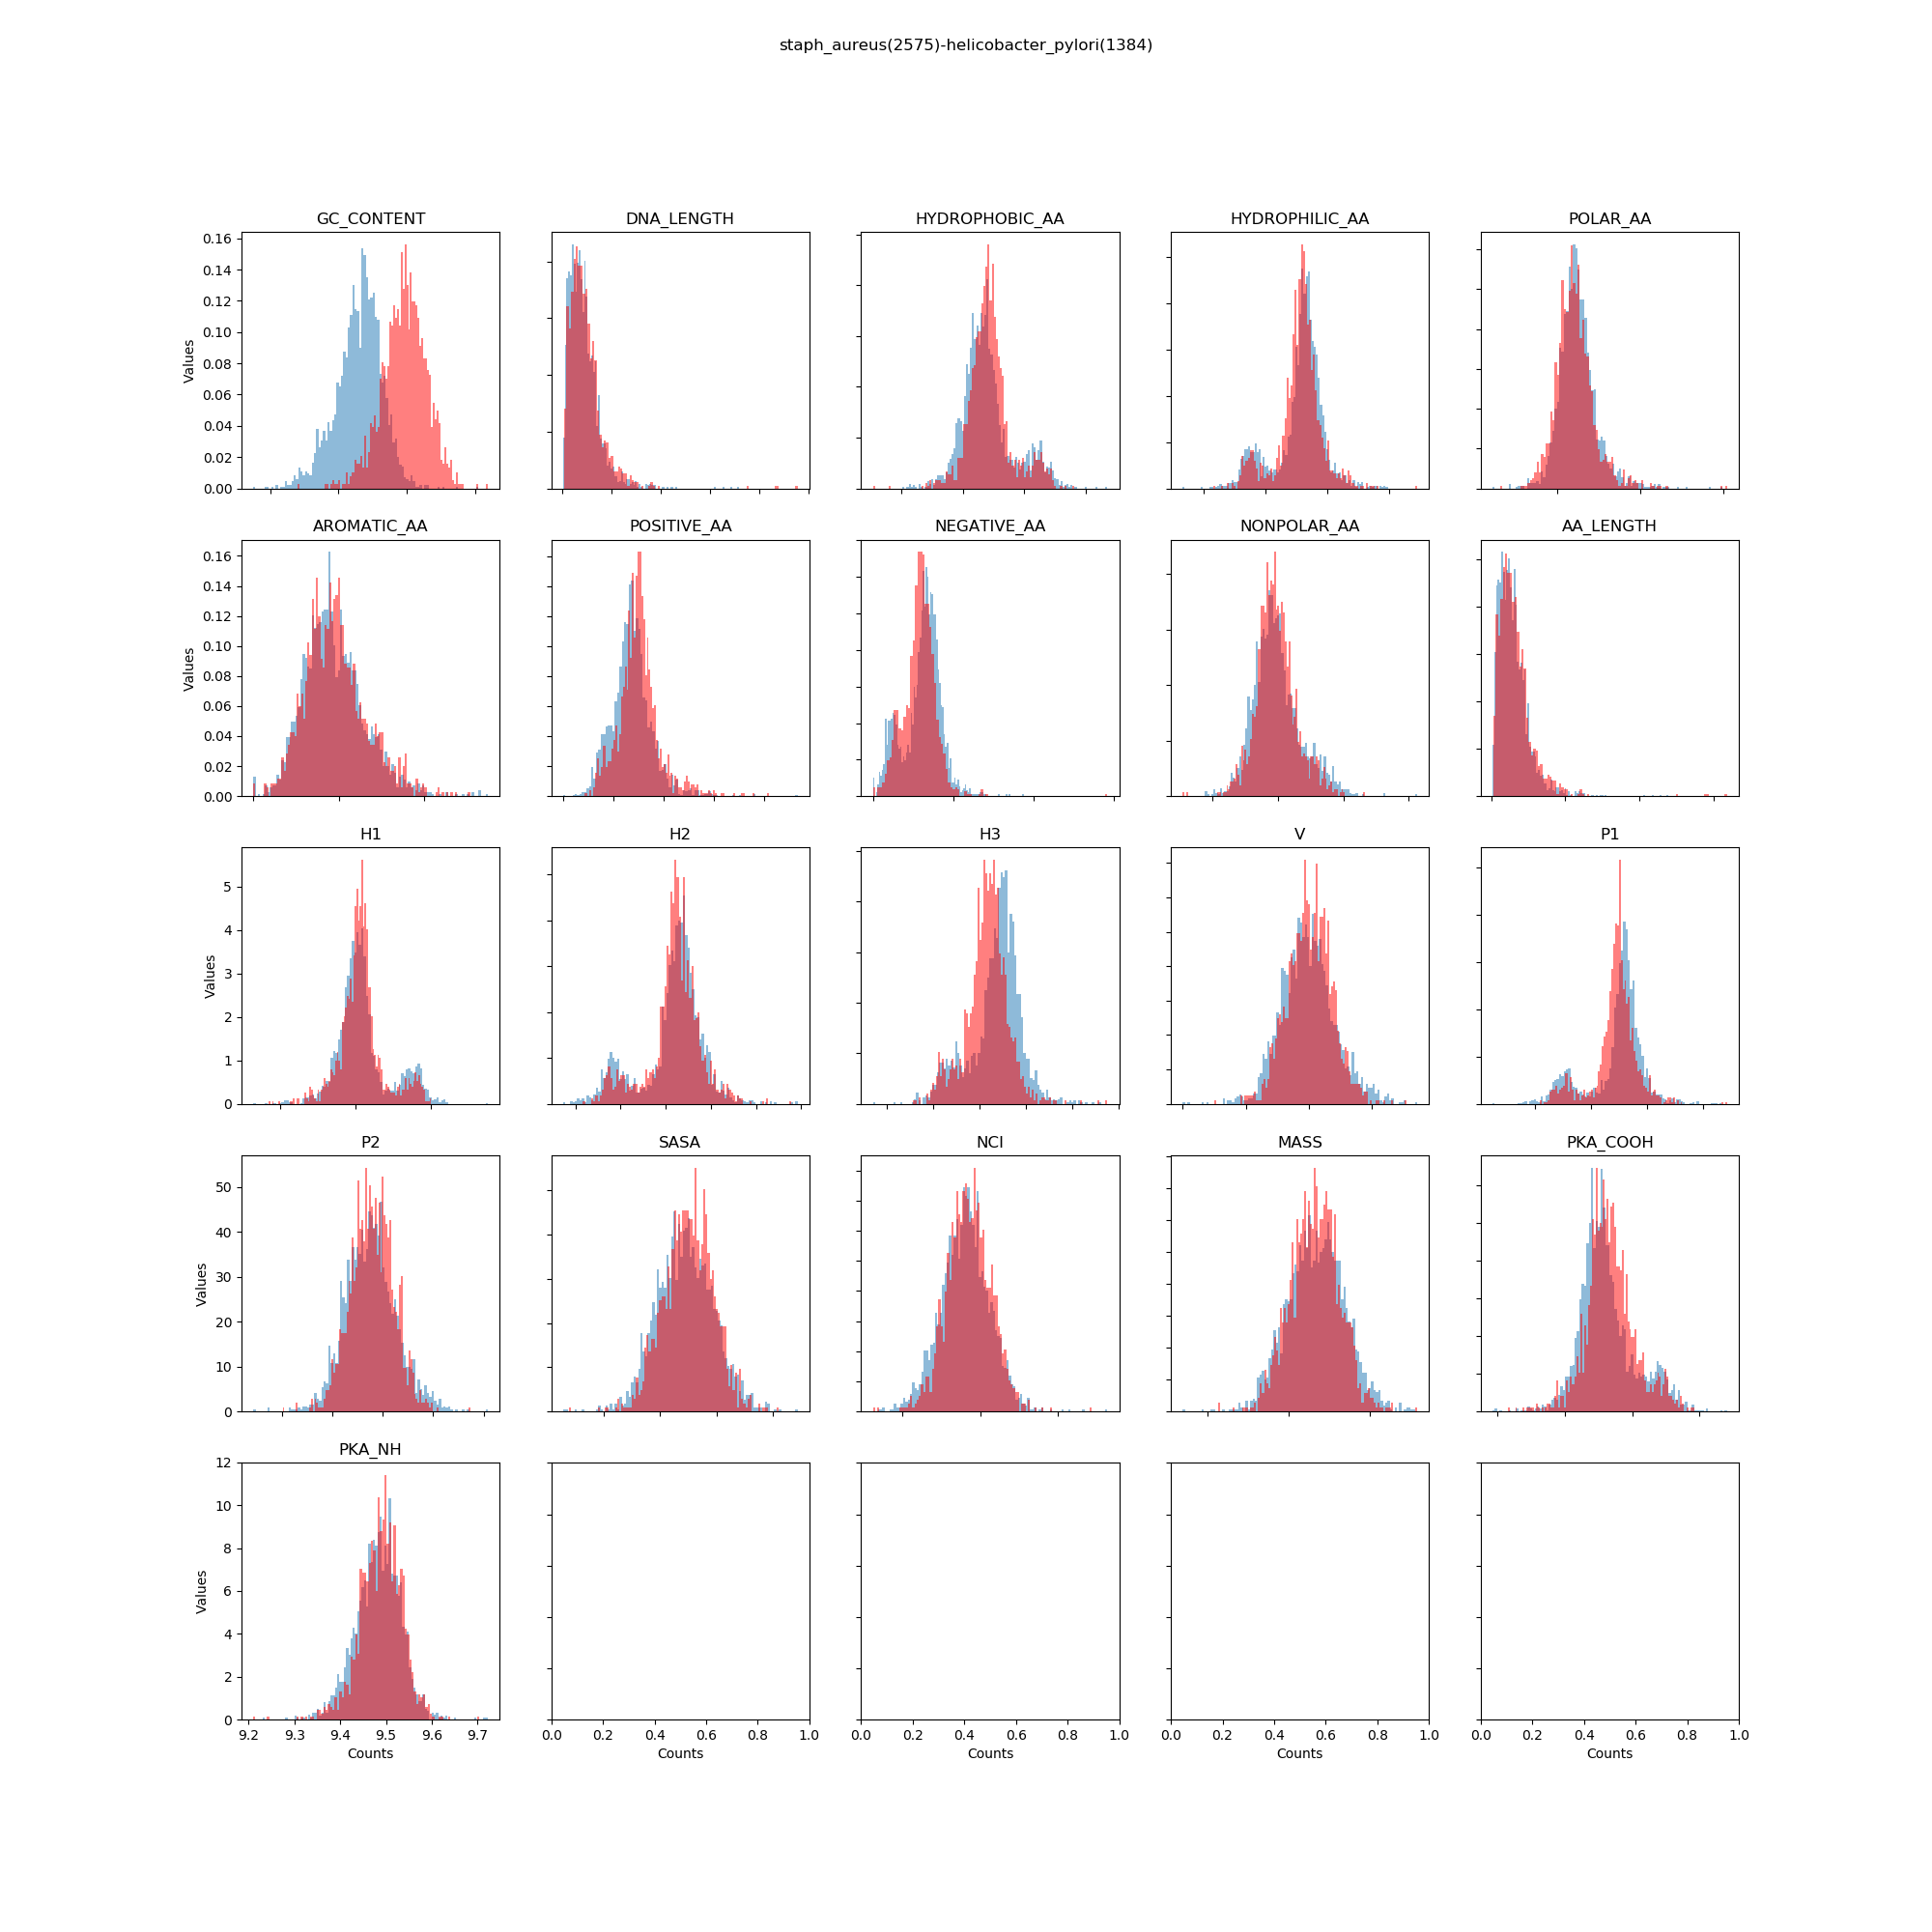 staph_aureus(2575)-helicobacter_pylori(1384)
GC_CONTENT DNA_LENGTH HYDROPHOBIC_AA HYDROPHILIC_AA POLAR_AA
0.16
0.14
0.12
0.10
0.08
0.06
0.04
0.02
0.00
Values
AROMATIC_AA POSITIVE_AA NEGATIVE_AA NONPOLAR_AA AA_LENGTH
0.16
0.14
0.12
0.10
0.08
0.06
0.04
0.02
0.00
Values
H1 H2 H3 V P1
5
4
3
2
1
0
Values
P2 SASA NCI MASS PKA_COOH
50
40
30
20
10
0
Values
PKA_NH
12
10
8
6
4
2
0
Values
9.2 9.3 9.4 9.5 9.6 9.7 0.0 0.2 0.4 0.6 0.8 1.0 0.0 0.2 0.4 0.6 0.8 1.0 0.0 0.2 0.4 0.6 0.8 1.0 0.0 0.2 0.4 0.6 0.8 1.0
Counts Counts Counts Counts Counts